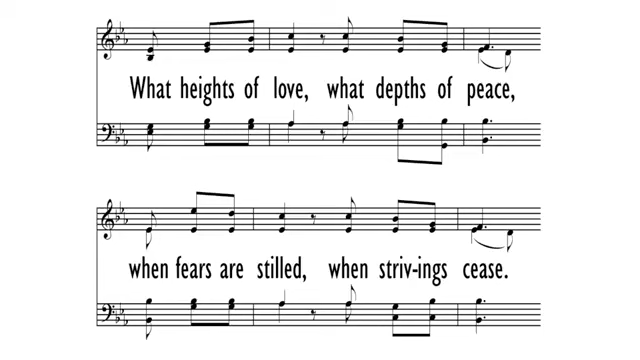 What heights of love, what depths of peace,
when fears are stilled, when striv-ings cease.